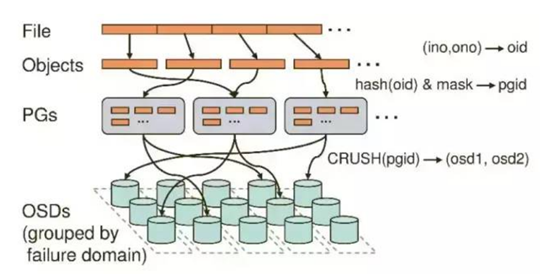 File
(ino,ono) → oid
Objects
hash(oid) & mask → pgid
PGs
CRUSH(pgid) → (osd1, osd2)
OSDs
(grouped by
failure domain)